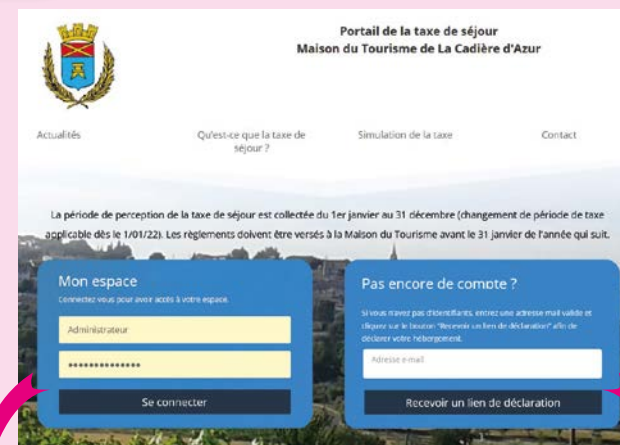 Portail de la taxe de séjour
Maison du Tourisme de La Cadière d'Azur
Actualités
Qu'est-ce que la taxe de
séjour ?
Simulation de la taxe
Contact
La période de perception de la taxe de séjour est collectée du 1er janvier au 31 décembre (changement de période de taxe
applicable dès le 1/01/22). Les règlements doivent être versés à la Maison du Tourisme avant le 31 janvier de l'année qui suit.
Mon espace
Connectez vous pour avoir accès à votre espace.
Administrateur
••••••••••••••
Se connecter
Pas encore de compte ?
Si vous n'avez pas d'identifiants, entrez une adresse mail valide et
cliquez sur le bouton "Recevoir un lien de déclaration" afin de
déclarer votre hébergement.
Adresse e-mail
Recevoir un lien de déclaration